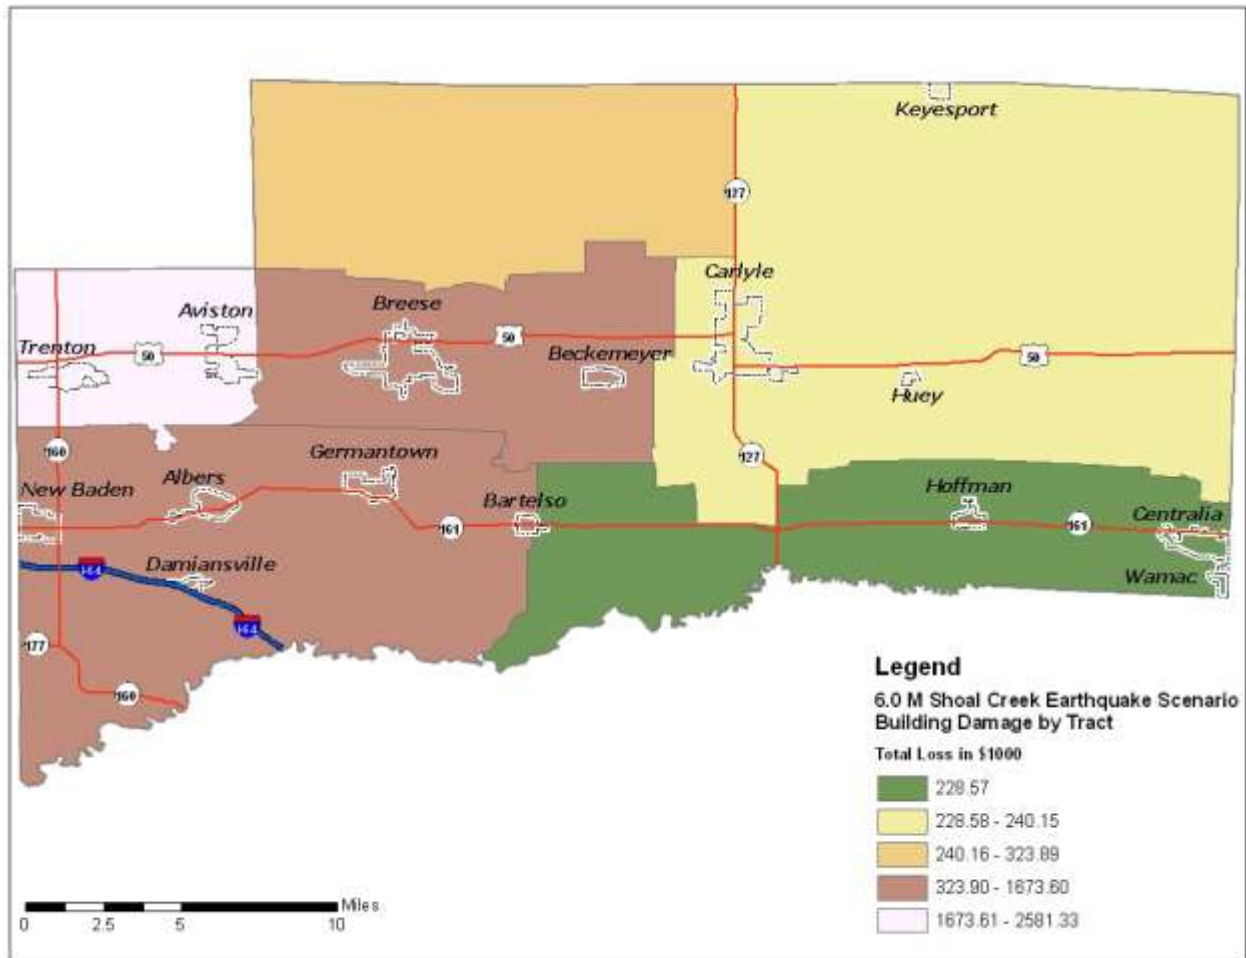 Keyesport
127
Carlyle
Aviston
Breese
50
Trenton
50
Beckemeyer
50
Huey
160
Germantown
127
New Baden
Albers
Bartelso
Hoffman
161
161
Centralia
Damiansville
I64
Wamac
I64
177
160
Legend
6.0 M Shoal Creek Earthquake Scenario
Building Damage by Tract
Total Loss in $1000
228.57
228.58 - 240.15
240.16 - 323.89
323.90 - 1673.60
1673.61 - 2581.33
Miles
0 2.5 5 10